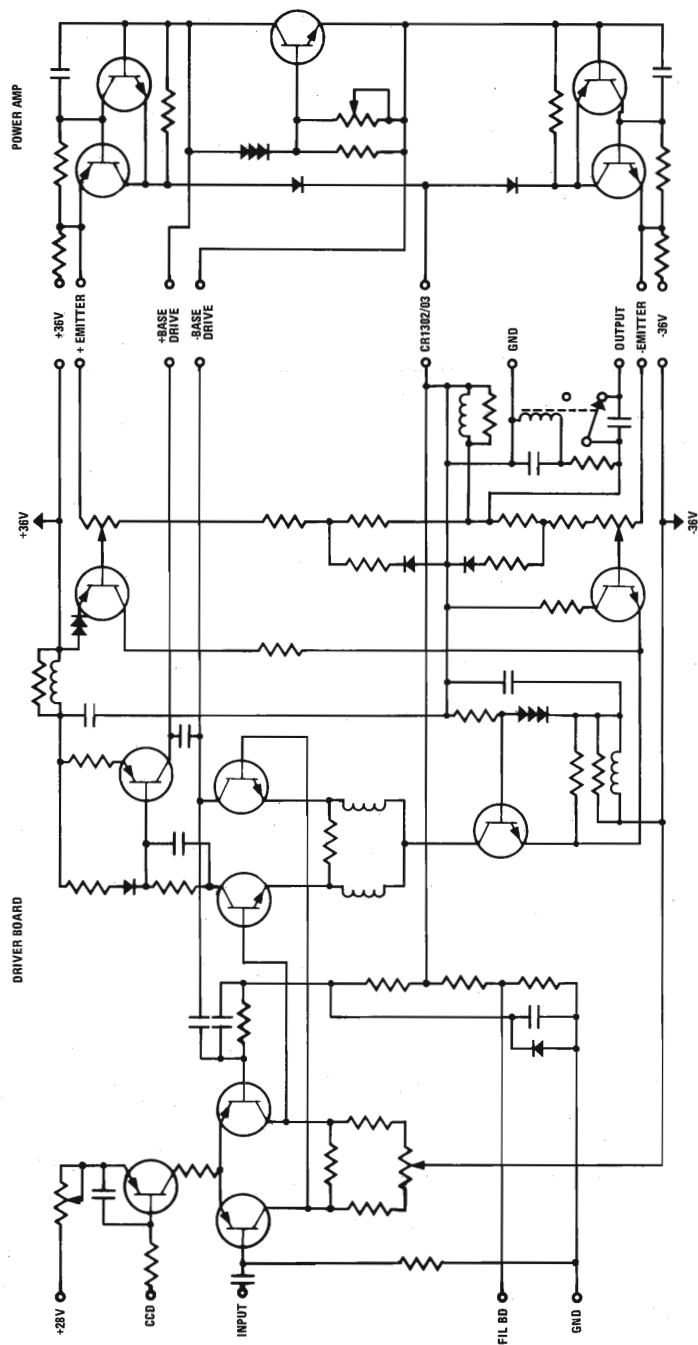 POWER AMP
+36V
+ EMITTER
+BASE
DRIVE
-BASE
DRIVE
CR1302/03
GND
OUTPUT
-EMITTER
-36V
+36V
-36V
DRIVER BOARD
+28V
CCD
INPUT
FIL BD
GND